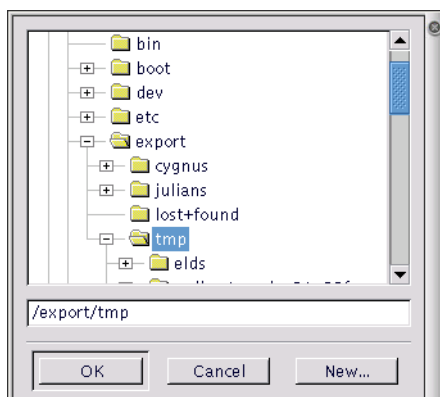 bin
boot
dev
etc
export
cygnus
julians
lost+found
tmp
elds
/export/tmp
OK Cancel New...